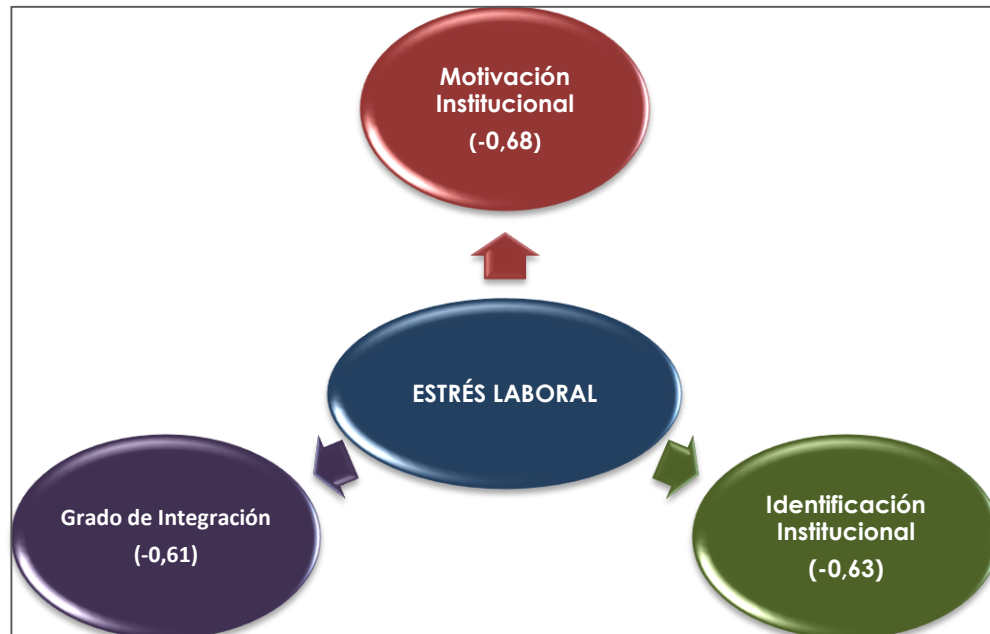 Motivación
Institucional
(-0,68)
ESTRÉS LABORAL
Grado de Integración
(-0,61)
Identificación
Institucional
(-0,63)